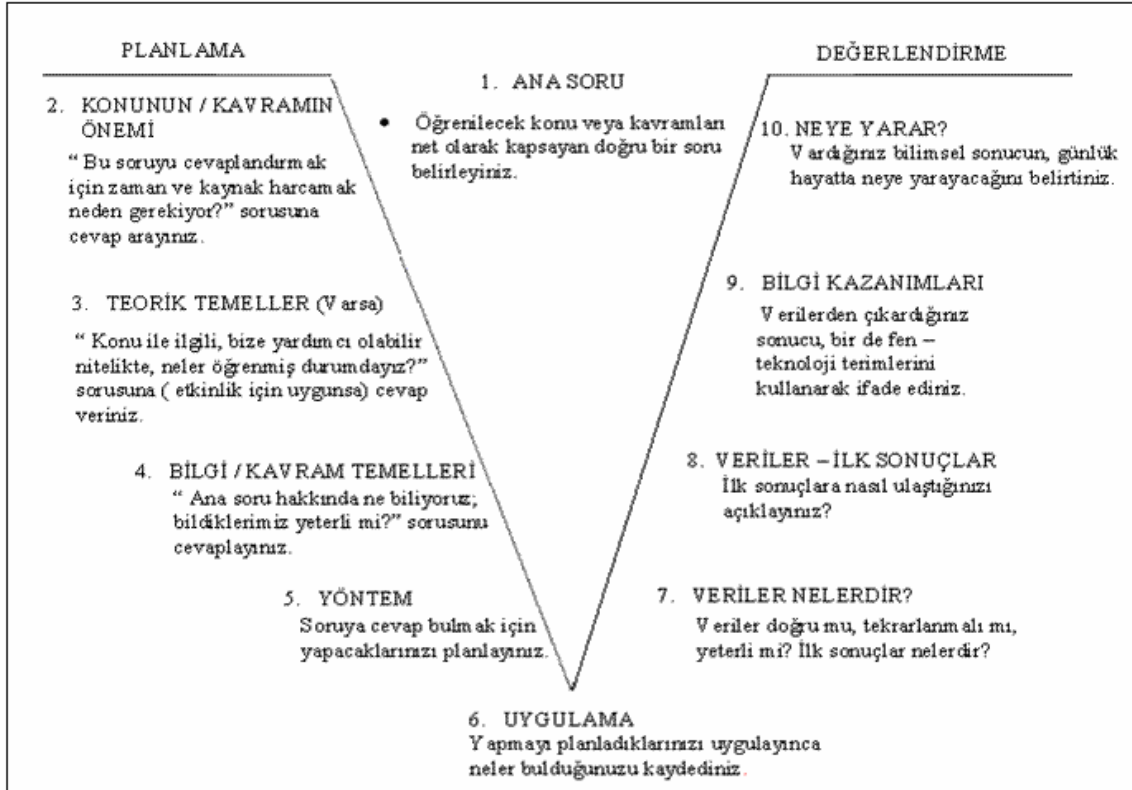 PLANLAMA
DEĞERLENDİRME
1. ANA SORU
• Öğrenilecek konu veya kavramları
net olarak kapsayan doğru bir soru
belirleyiniz.
2. KONUNUN / KAVRAMIN
ÖNEMİ
“ Bu soruyu cevaplandırmak
için zaman ve kaynak harcamak
neden gerekiyor?” sorusuna
cevap arayınız.
3. TEORİK TEMELLER (Varsa)
“ Konu ile ilgili, bize yardımcı olabilir
nitelikte, neler öğrenmiş durumdayız?”
sorusuna ( etkinlik için uygunsa) cevap
veriniz.
4. BİLGİ / KAVRAM TEMELLERİ
“ Ana soru hakkında ne biliyoruz;
bildiklerimiz yeterli mi?” sorusunu
cevaplayınız.
5. YÖNTEM
Soruya cevap bulmak için
yapacaklarınızı planlayınız.
6. UYGULAMA
Yapmayı planladıklarınızı uygulayınca
neler bulduğunuzu kaydediniz.
7. VERİLER NELERDİR?
Veriler doğru mu, tekrarlanmalı mı,
yeterli mi? İlk sonuçlar nelerdir?
8. VERİLER – İLK SONUÇLAR
İlk sonuçlara nasıl ulaştığınızı
açıklayınız?
9. BİLGİ KAZANIMLARI
Verilerden çıkardığınız
sonucu, bir de fen –
teknoloji terimlerini
kullanarak ifade ediniz.
10. NEYE YARAR?
Vardığınız bilimsel sonucun, günlük
hayatta neye yarayacağını belirtiniz.